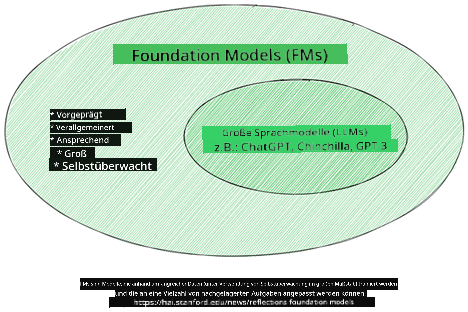 Foundation Models (FMs)
* Vorgeprägt
* Verallgemeinert
* Ansprechend
* Groß
* Selbstüberwacht
Große Sprachmodelle (LLMs)
z.B.: ChatGPT, Chinchilla, GPT 3
und die an eine Vielzahl von nachgelagerten Aufgaben angepasst werden können
https://hai.stanford.edu/news/reflections-foundation-models